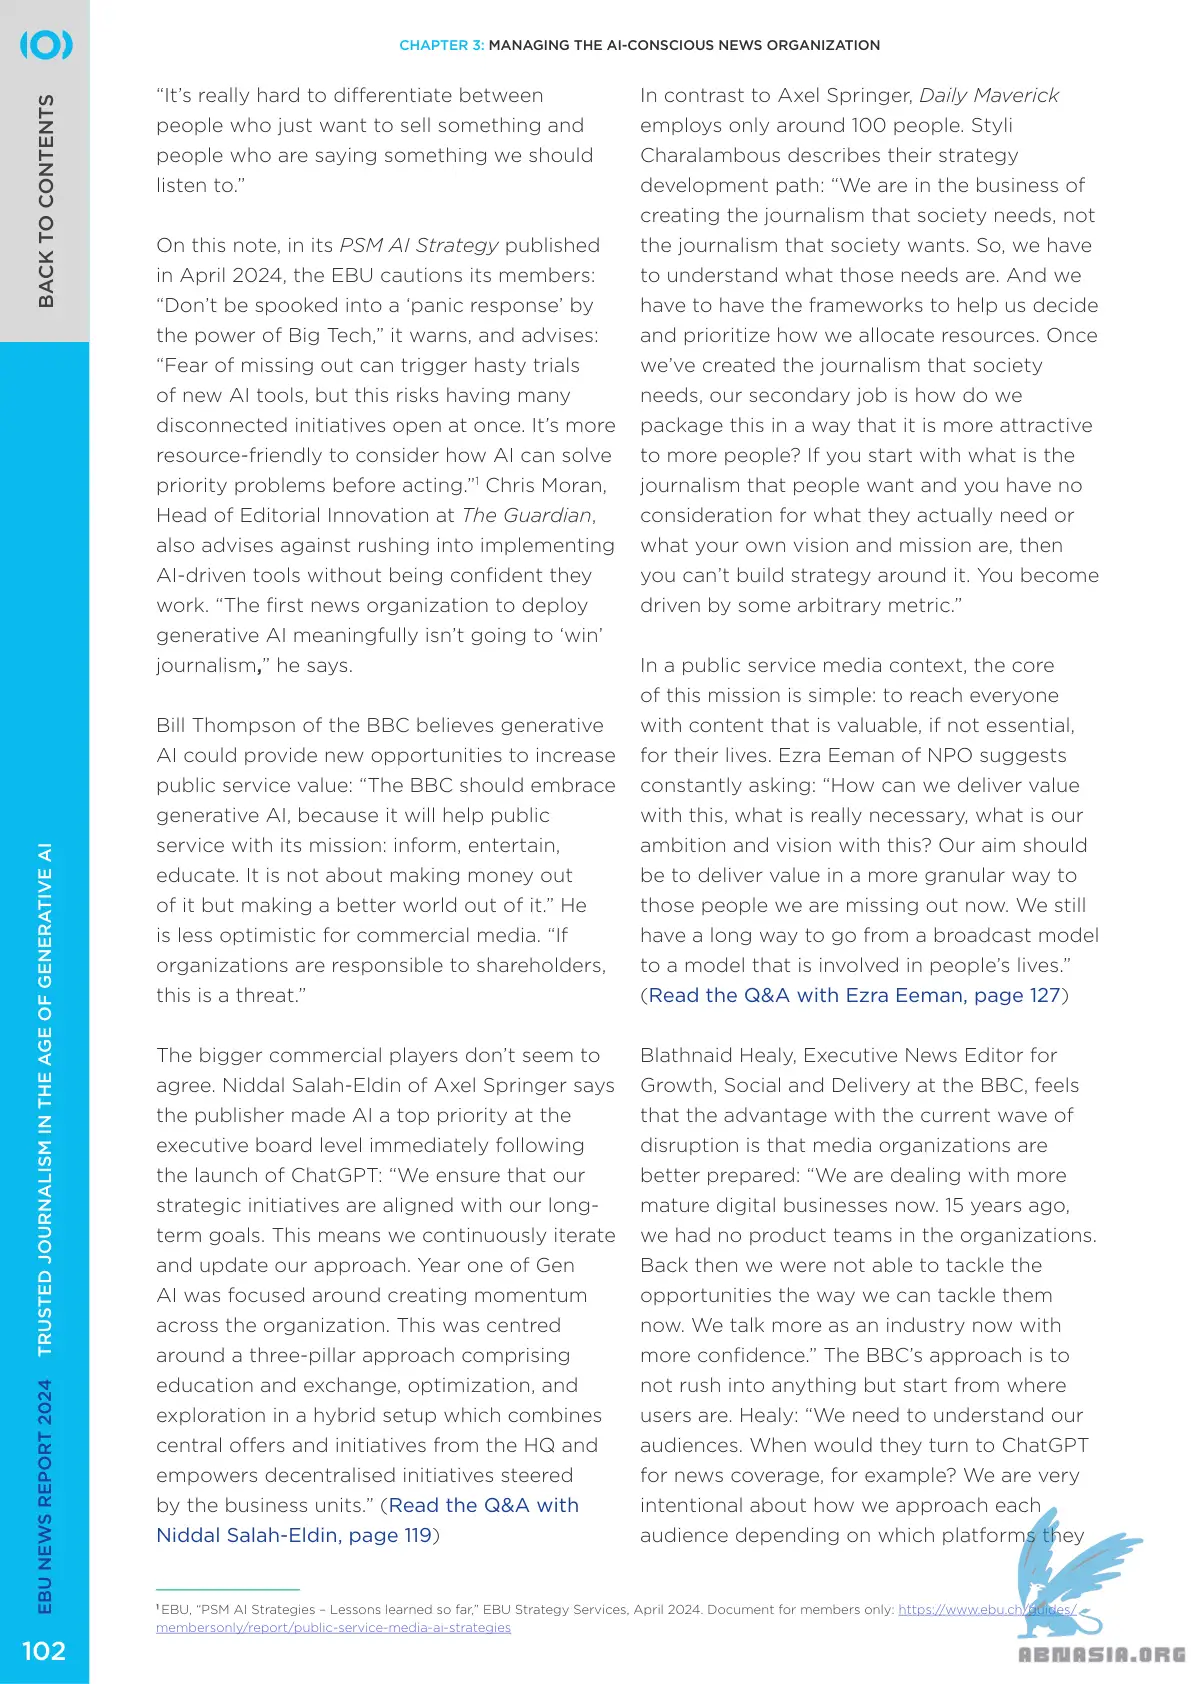 CHAPTER 3: MANAGING THE AI-CONSCIOUS NEWS ORGANIZATION
BACK TO CONTENTS
“It’s really hard to differentiate between
people who just want to sell something and
people who are saying something we should
listen to.”
On this note, in its PSM AI Strategy published
in April 2024, the EBU cautions its members:
“Don’t be spooked into a ‘panic response’ by
the power of Big Tech,” it warns, and advises:
“Fear of missing out can trigger hasty trials
of new AI tools, but this risks having many
disconnected initiatives open at once. It’s more
resource-friendly to consider how AI can solve
priority problems before acting.”1 Chris Moran,
Head of Editorial Innovation at The Guardian,
also advises against rushing into implementing
AI-driven tools without being confident they
work. “The first news organization to deploy
generative AI meaningfully isn’t going to ‘win’
journalism,” he says.
Bill Thompson of the BBC believes generative
AI could provide new opportunities to increase
public service value: “The BBC should embrace
generative AI, because it will help public
service with its mission: inform, entertain,
educate. It is not about making money out
of it but making a better world out of it.” He
is less optimistic for commercial media. “If
organizations are responsible to shareholders,
this is a threat.”
The bigger commercial players don’t seem to
agree. Niddal Salah-Eldin of Axel Springer says
the publisher made AI a top priority at the
executive board level immediately following
the launch of ChatGPT: “We ensure that our
strategic initiatives are aligned with our long-
term goals. This means we continuously iterate
and update our approach. Year one of Gen
AI was focused around creating momentum
across the organization. This was centred
around a three-pillar approach comprising
education and exchange, optimization, and
exploration in a hybrid setup which combines
central offers and initiatives from the HQ and
empowers decentralised initiatives steered
by the business units.” (Read the Q&A with
Niddal Salah-Eldin, page 119)
In contrast to Axel Springer, Daily Maverick
employs only around 100 people. Styli
Charalambous describes their strategy
development path: “We are in the business of
creating the journalism that society needs, not
the journalism that society wants. So, we have
to understand what those needs are. And we
have to have the frameworks to help us decide
and prioritize how we allocate resources. Once
we’ve created the journalism that society
needs, our secondary job is how do we
package this in a way that it is more attractive
to more people? If you start with what is the
journalism that people want and you have no
consideration for what they actually need or
what your own vision and mission are, then
you can’t build strategy around it. You become
driven by some arbitrary metric.”
In a public service media context, the core
of this mission is simple: to reach everyone
with content that is valuable, if not essential,
for their lives. Ezra Eeman of NPO suggests
constantly asking: “How can we deliver value
with this, what is really necessary, what is our
ambition and vision with this? Our aim should
be to deliver value in a more granular way to
those people we are missing out now. We still
have a long way to go from a broadcast model
to a model that is involved in people’s lives.”
(Read the Q&A with Ezra Eeman, page 127)
Blathnaid Healy, Executive News Editor for
Growth, Social and Delivery at the BBC, feels
that the advantage with the current wave of
disruption is that media organizations are
better prepared: “We are dealing with more
mature digital businesses now. 15 years ago,
we had no product teams in the organizations.
Back then we were not able to tackle the
opportunities the way we can tackle them
now. We talk more as an industry now with
more confidence.” The BBC’s approach is to
not rush into anything but start from where
users are. Healy: “We need to understand our
audiences. When would they turn to ChatGPT
for news coverage, for example? We are very
intentional about how we approach each
audience depending on which platforms they
1 EBU, “PSM AI Strategies – Lessons learned so far,” EBU Strategy Services, April 2024. Document for members only: https://www.ebu.ch/guides/
membersonly/report/public-service-media-ai-strategies
EBU NEWS REPORT 2024 TRUSTED JOURNALISM IN THE AGE OF GENERATIVE AI
102
ABNASIA.ORG